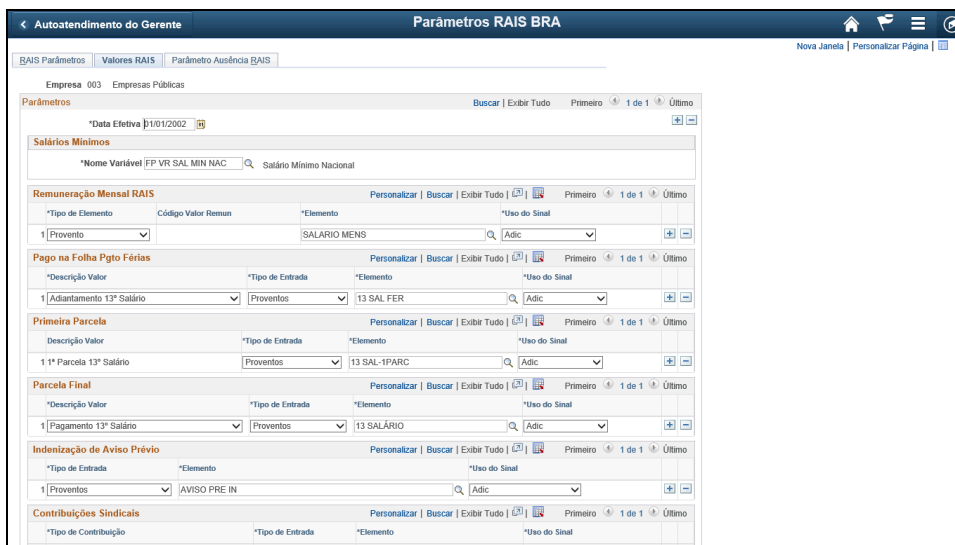 Autoatendimento do Gerente Parâmetros RAIS BRA
Nova Janela | Personalizar Página |
RAIS Parâmetros Valores RAIS Parâmetro Ausência RAIS
Empresa 003 Empresas Públicas
Parâmetros Buscar | Exibir Tudo Primeiro 1 de 1 Último
*Data Efetiva 01/01/2002
Salários Mínimos
*Nome Variável FP VR SAL MIN NAC Salário Mínimo Nacional
Remuneração Mensal RAIS Personalizar | Buscar | Exibir Tudo | | Primeiro 1 de 1 Último
*Tipo de Elemento Código Valor Remun *Elemento *Uso do Sinal
1 Provento SALARIO MENS Adic
Pago na Folha Pgto Férias Personalizar | Buscar | Exibir Tudo | | Primeiro 1 de 1 Último
*Descrição Valor *Tipo de Entrada *Elemento *Uso do Sinal
1 Adiantamento 13º Salário Proventos 13 SAL FER Adic
Primeira Parcela Personalizar | Buscar | Exibir Tudo | | Primeiro 1 de 1 Último
Descrição Valor *Tipo de Entrada *Elemento *Uso do Sinal
1 1ª Parcela 13º Salário Proventos 13 SAL-1PARC Adic
Parcela Final Personalizar | Buscar | Exibir Tudo | | Primeiro 1 de 1 Último
*Descrição Valor *Tipo de Entrada *Elemento *Uso do Sinal
1 Pagamento 13º Salário Proventos 13 SALÁRIO Adic
Indenização de Aviso Prévio Personalizar | Buscar | Exibir Tudo | | Primeiro 1 de 1 Último
*Tipo de Entrada *Elemento *Uso do Sinal
1 Proventos AVISO PRE IN Adic
Contribuições Sindicais Personalizar | Buscar | Exibir Tudo | | Primeiro 1 de 1 Último
*Tipo de Contribuição *Tipo de Entrada *Elemento *Uso do Sinal